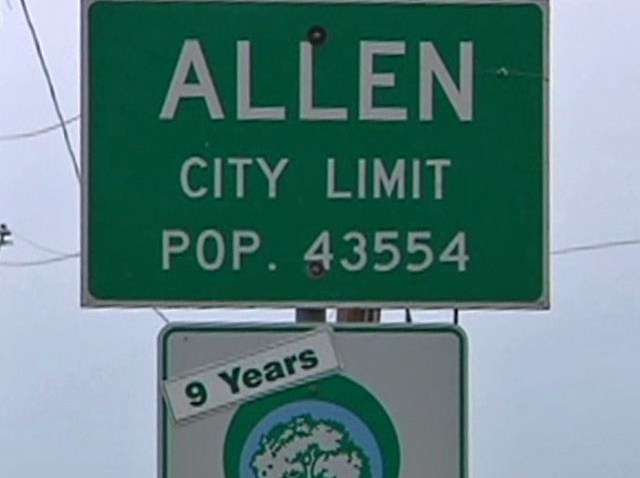 ALLEN
CITY LIMIT
POP. 43554
9 Years